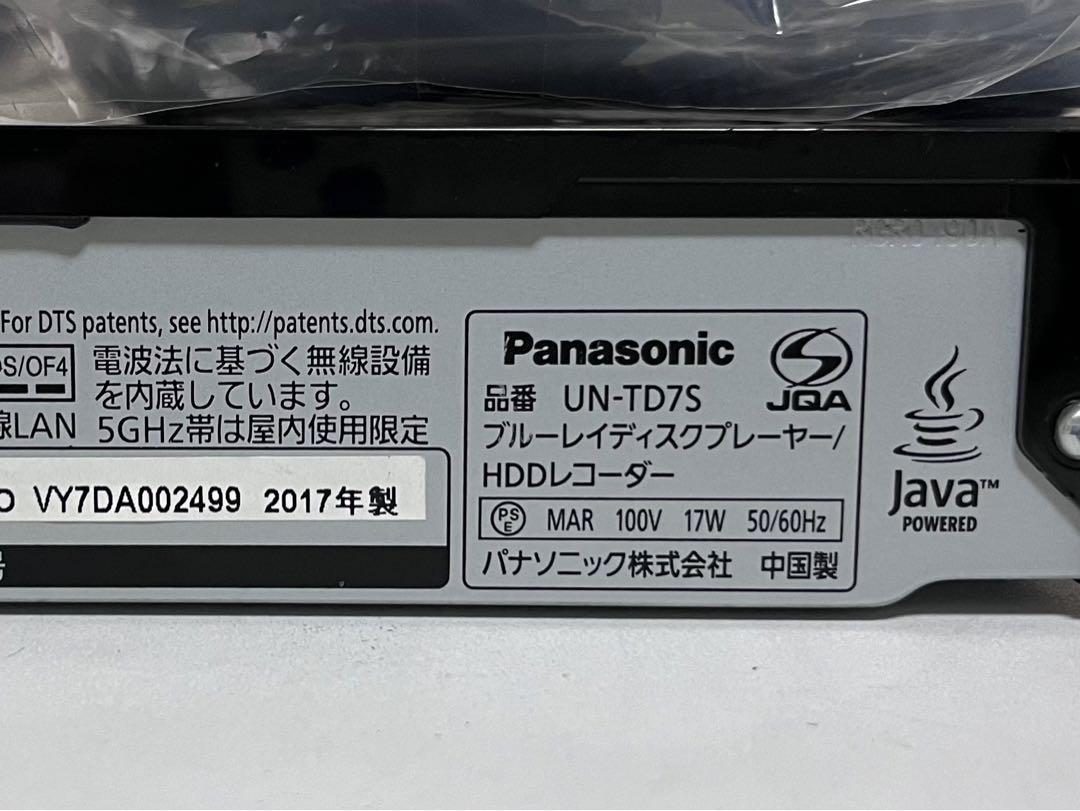 For DTS patents, see http://patents.dts.com.
S/OF4
電波法に基づく無線設備
を内蔵しています。
線LAN
5GHz帯は屋内使用限定
VY7DA002499 2017年製
号
Panasonic
JQA
品番 UN-TD7S
ブルーレイディスクプレーヤー/
HDDレコーダー
PSE MAR 100V 17W 50/60Hz
パナソニック株式会社 中国製
Java™
POWERED